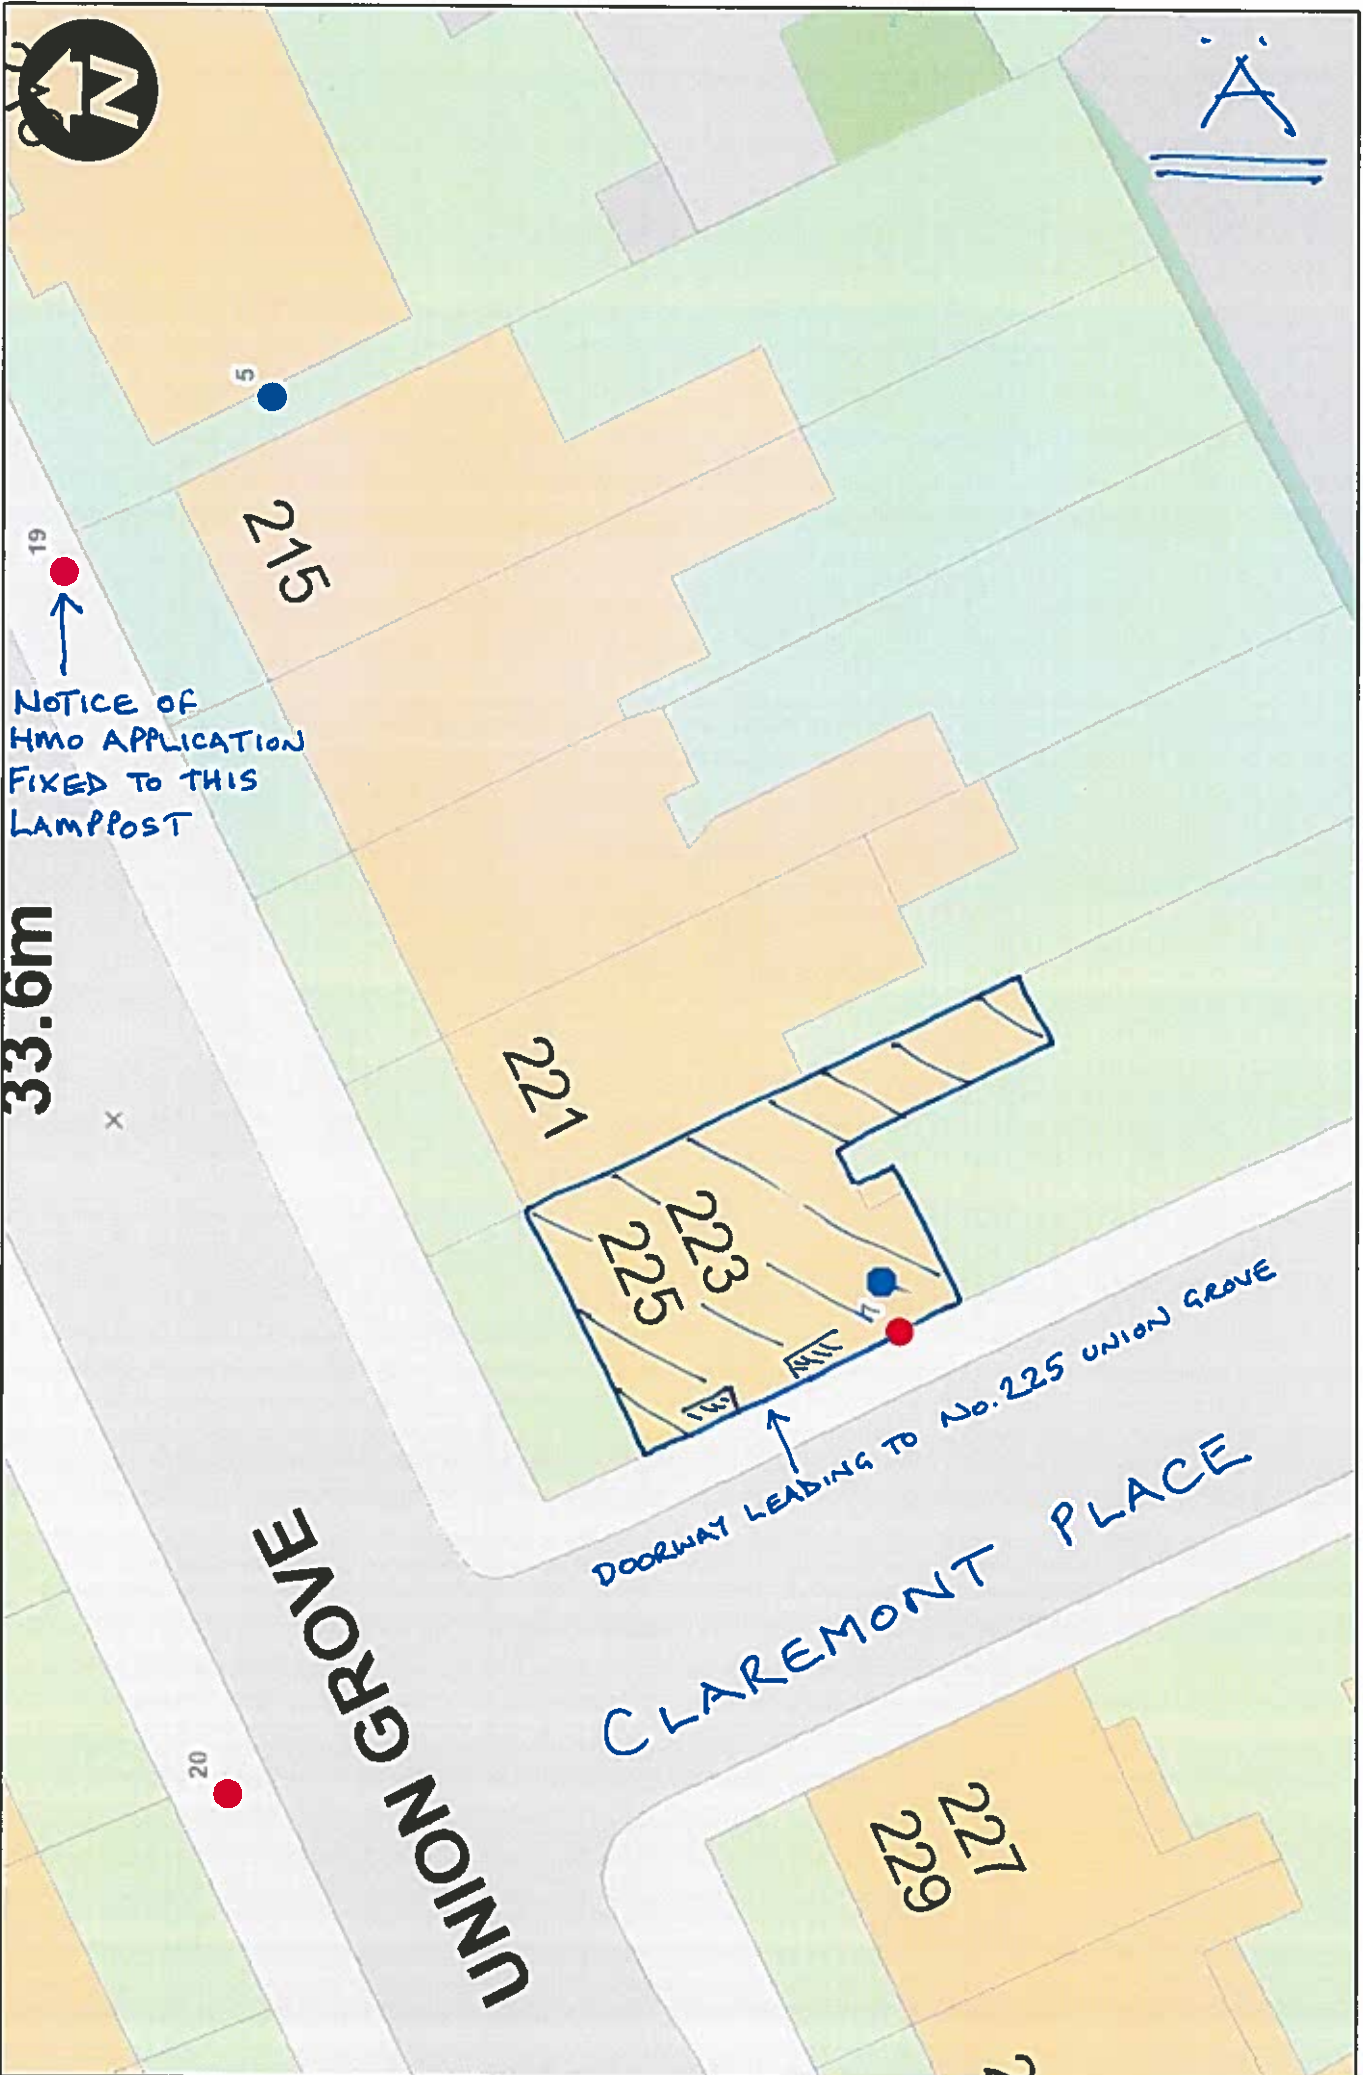 N
A
5
215
19
NOTICE OF
HMO APPLICATION
FIXED TO THIS
LAMPPOST
33.6m
×
221
223
225
DOORWAY LEADING TO No.225 UNION GROVE
CLAREMONT PLACE
UNION GROVE
20
227
229